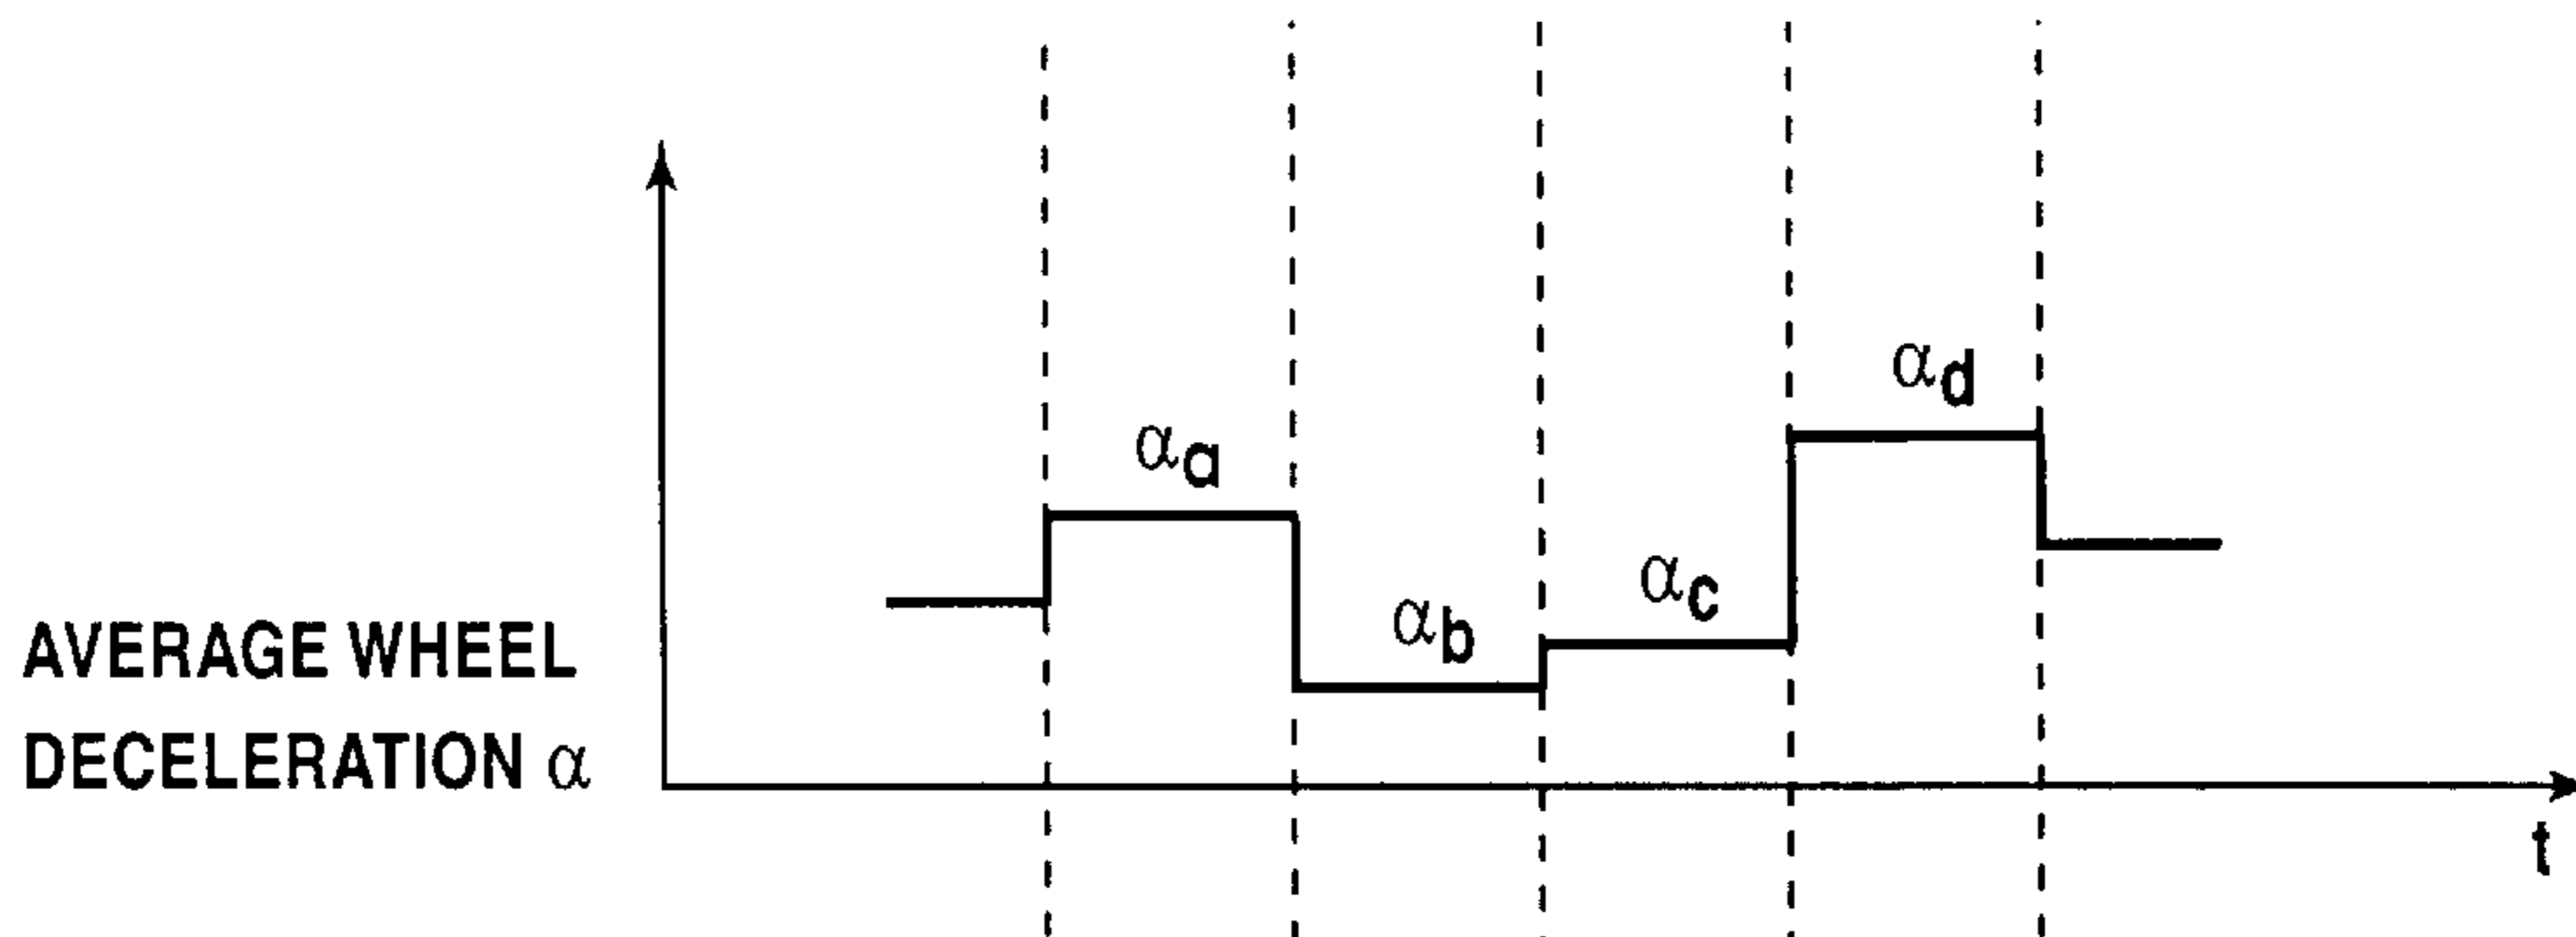 αd
αa
αc
αb
AVERAGE WHEEL
DECELERATION α
t